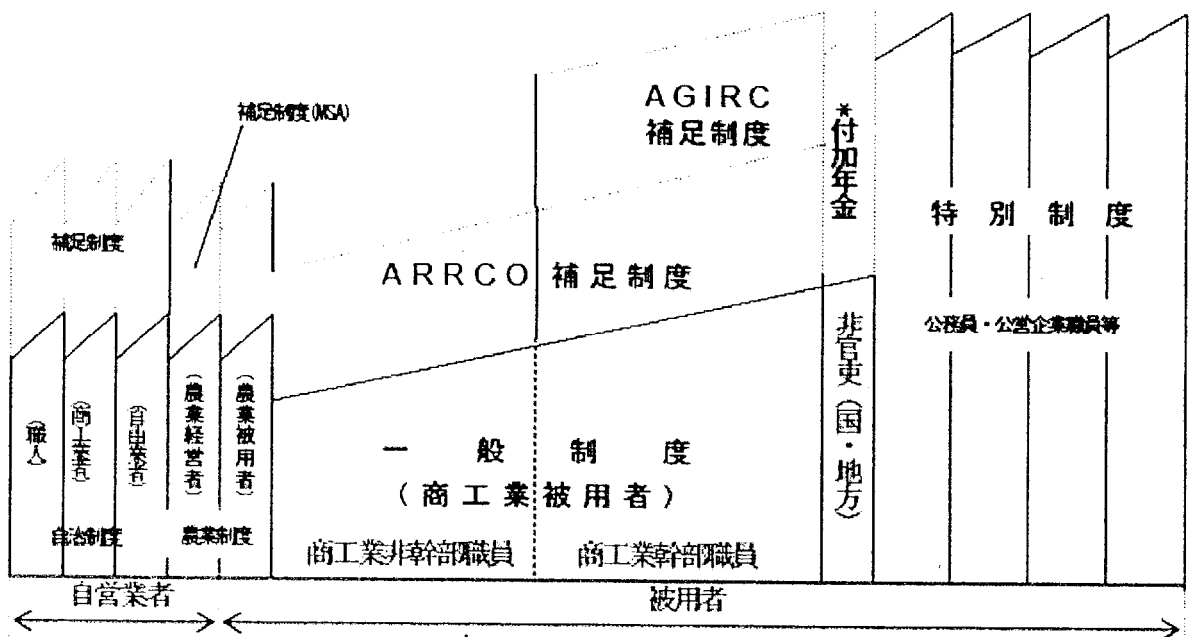 補足制度(MSA)
AGIRC
補足制度
*付加年金
特別制度
補足制度
ARRCO 補足制度
公務員・公営企業職員等
(職人)
(商工業者)
(自由業者)
(農業経営者)
(農業被用者)
一般制度
(商工業被用者)
非官吏(国・地方)
自治制度
農業制度
商工業非幹部職員
商工業幹部職員
自営業者
被用者